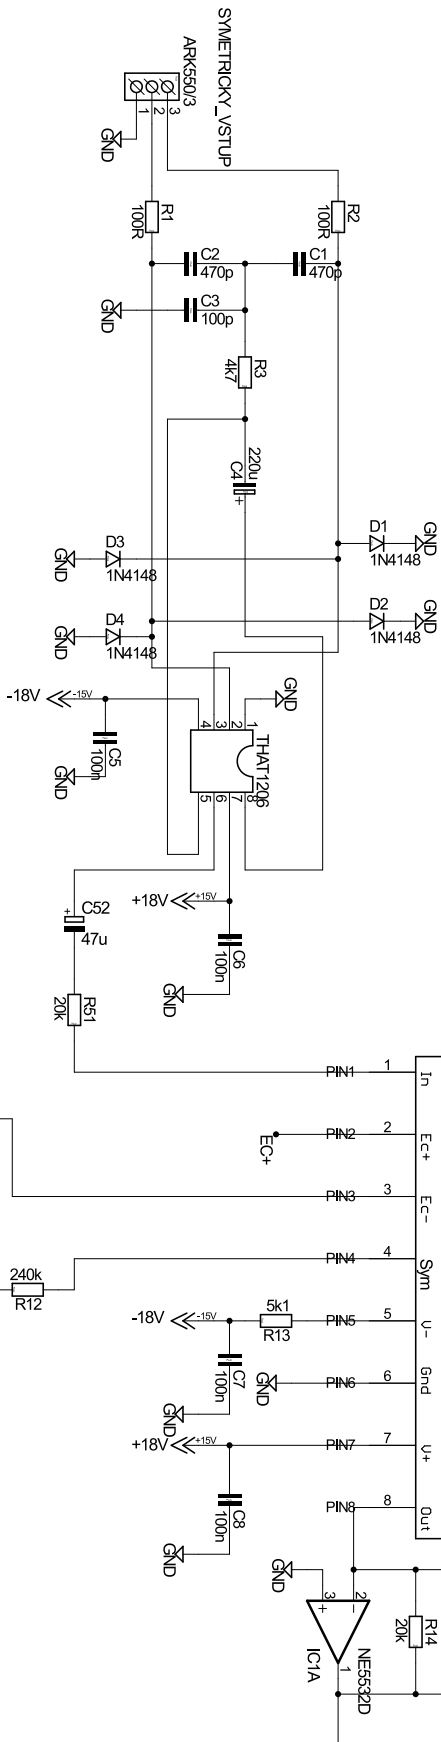 SYMETRICKY_VSTUP
ARK550/3
1
2
3
GND
R1
100R
R2
100R
C2
470p
C1
470p
C3
100p
GND
R3
4k7
220u
C4
+
D1
1N4148
GND
D3
1N4148
GND
D2
1N4148
GND
D4
1N4148
GND
GND
-18V
-15V
C5
100n
GND
THAT1206
4
3
2
1
5
6
7
8
+18V
+15V
C6
100n
GND
+
C52
47u
R51
20k
PIN1
1
In
PIN2
2
Ec+
EC+
PIN3
3
Ec-
PIN4
4
Sym
240k
R12
PIN5
5
V-
5k1
R13
-18V
-15V
C7
100n
GND
PIN6
6
Gnd
GND
PIN7
7
V+
+18V
+15V
C8
100n
GND
PIN8
8
Out
GND
3
2
+
-
1
IC1A
NE5532D
R14
20k